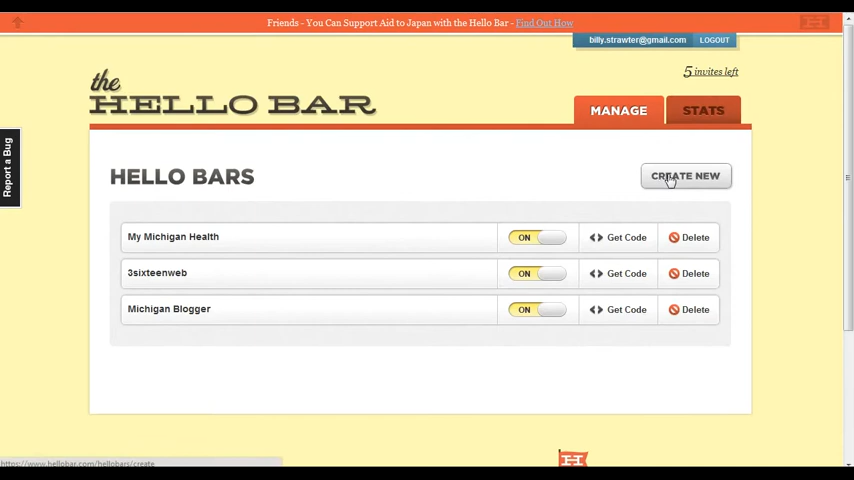 Friends - You Can Support Aid to Japan with the Hello Bar - Find Out How
billy.strawter@gmail.com LOGOUT
5 invites left
the
HELLO BAR
MANAGE STATS
Report a Bug
HELLO BARS
CREATE NEW
My Michigan Health ON Get Code Delete
3sixteenweb ON Get Code Delete
Michigan Blogger ON Get Code Delete
H
https://www.hellobar.com/hellobars/create